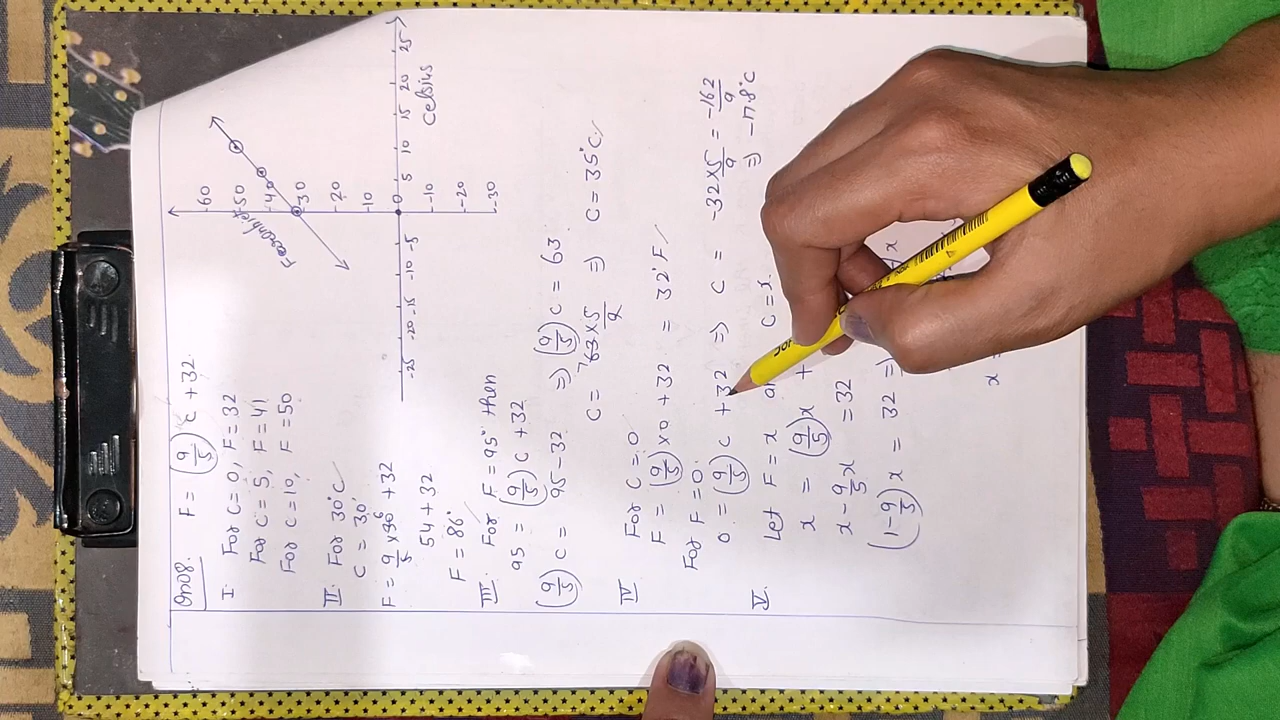 Qno8. F = (9/5) C + 32
I. For C = 0, F = 32
For C = 5, F = 41
For C = 10, F = 50
60
50
40
30
20
10
0
-10
-20
-30
-25 -20 -15 -10 -5 5 10 15 20 25
Celsius
II For 30°C
C = 30°
F = 9/5 × 30 6 + 32
54 + 32
F = 86°
III. For F = 95° then
95 = (9/5) C + 32
(9/5) C = 95 - 32 => (9/5) C = 63
C = 7 63 × 5 / 9 => C = 35°C
IV For C = 0
F = (9/5) × 0 + 32 = 32°F
For F = 0
0 = (9/5) C + 32 => C = -32 × 5/9 = -162/9
=> -17.8°C
V. Let F = x C = x
x = (9/5) x +
x - 9/5 x = 32
(1 - 9/5) x = 32 =
x =